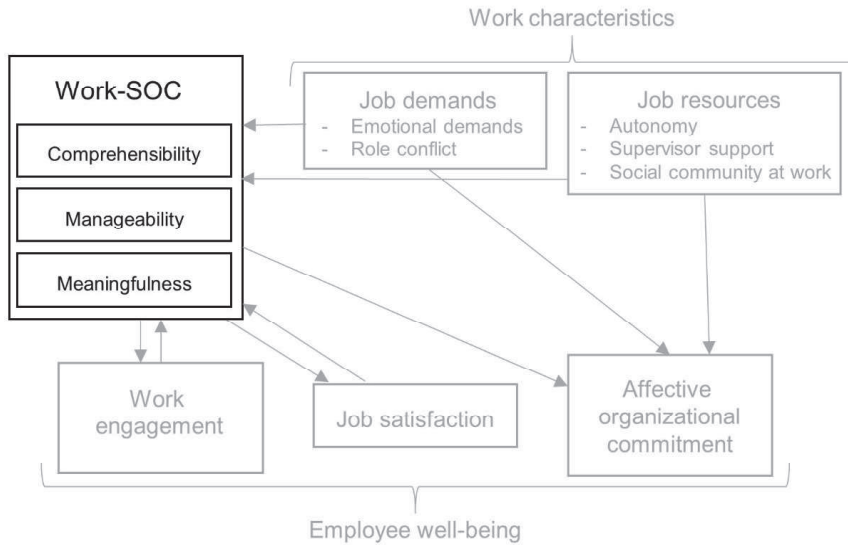 Work characteristics
Work-SOC
Comprehensibility
Manageability
Meaningfulness
Job demands
- Emotional demands
- Role conflict
Job resources
- Autonomy
- Supervisor support
- Social community at work
Work
engagement
Job satisfaction
Affective
organizational
commitment
Employee well-being